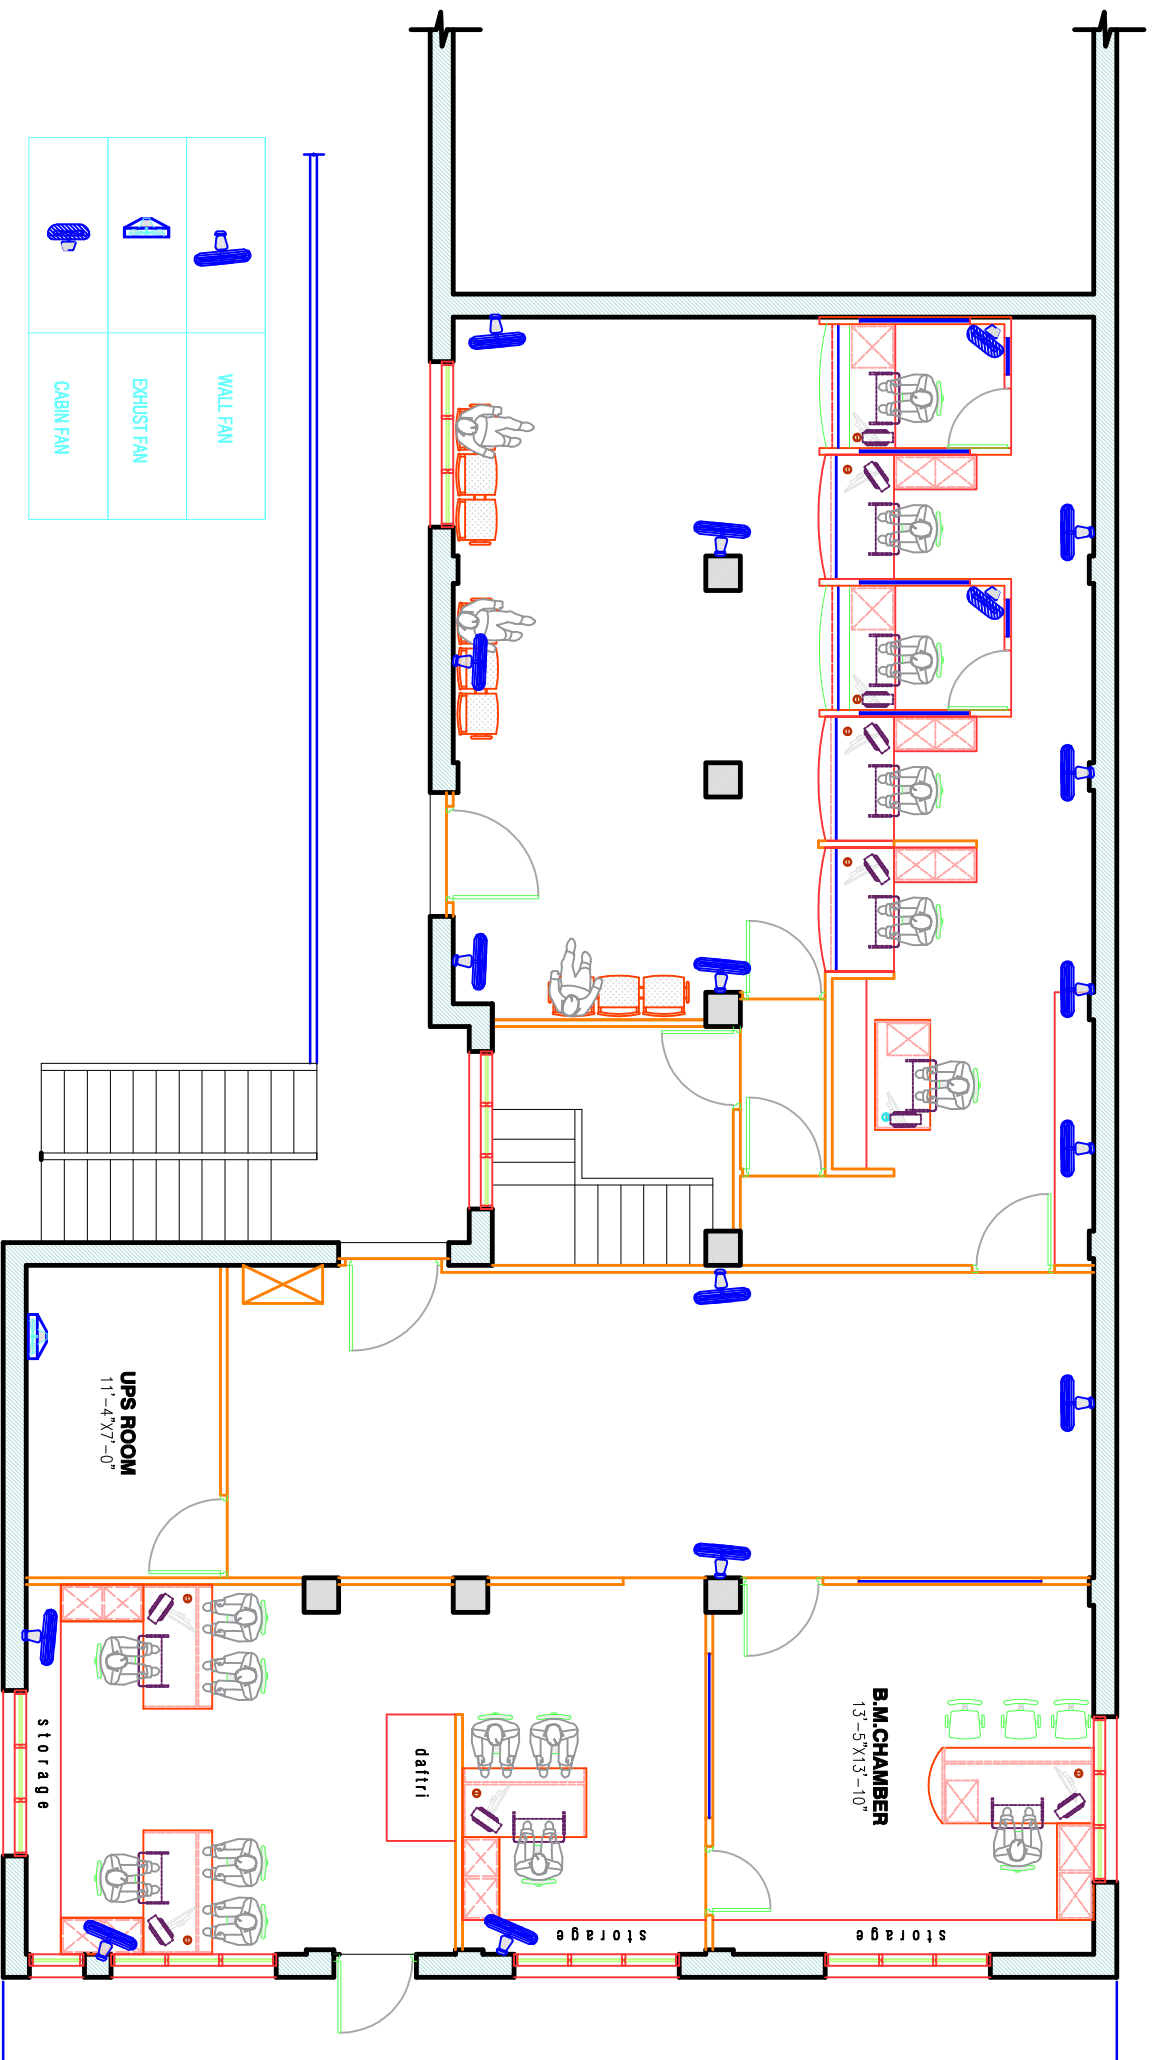 WALL FAN
EXHUST FAN
CABIN FAN
UPS ROOM
11'-4"X7'-0"
B.M.CHAMBER
13'-5"X13'-10"
storage
daftri
storage
storage